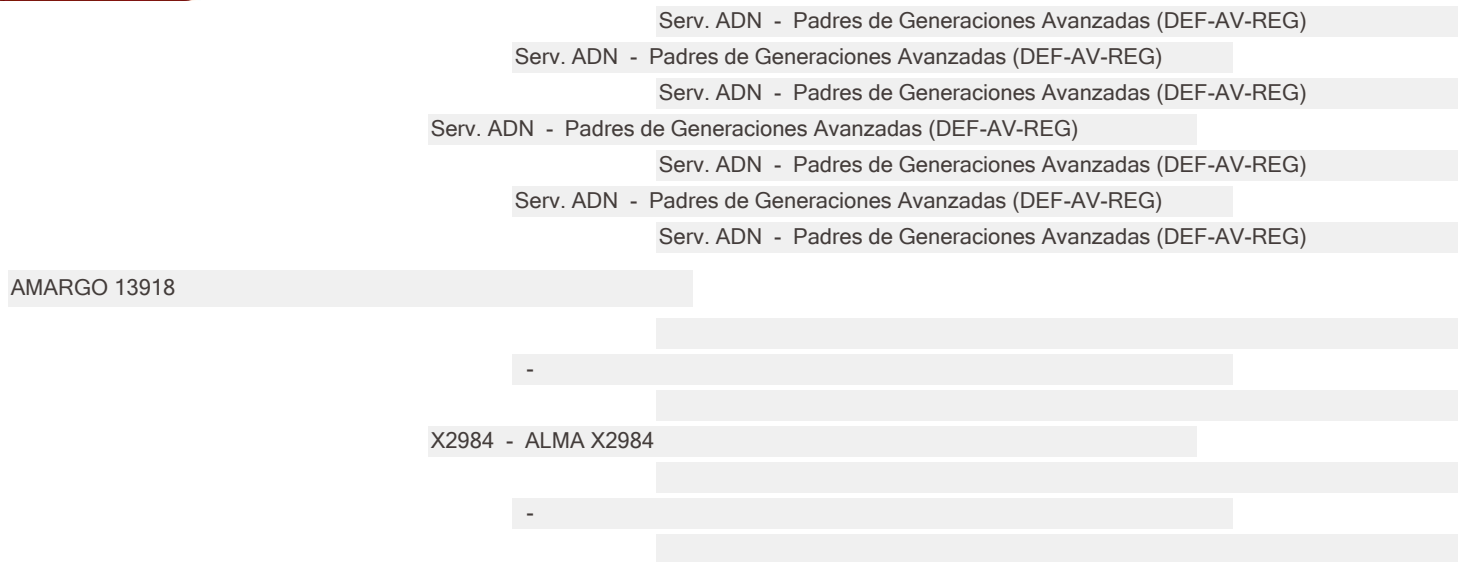 Serv. ADN - Padres de Generaciones Avanzadas (DEF-AV-REG)
Serv. ADN - Padres de Generaciones Avanzadas (DEF-AV-REG)
Serv. ADN - Padres de Generaciones Avanzadas (DEF-AV-REG)
Serv. ADN - Padres de Generaciones Avanzadas (DEF-AV-REG)
Serv. ADN - Padres de Generaciones Avanzadas (DEF-AV-REG)
Serv. ADN - Padres de Generaciones Avanzadas (DEF-AV-REG)
Serv. ADN - Padres de Generaciones Avanzadas (DEF-AV-REG)
AMARGO 13918
-
X2984 - ALMA X2984
-